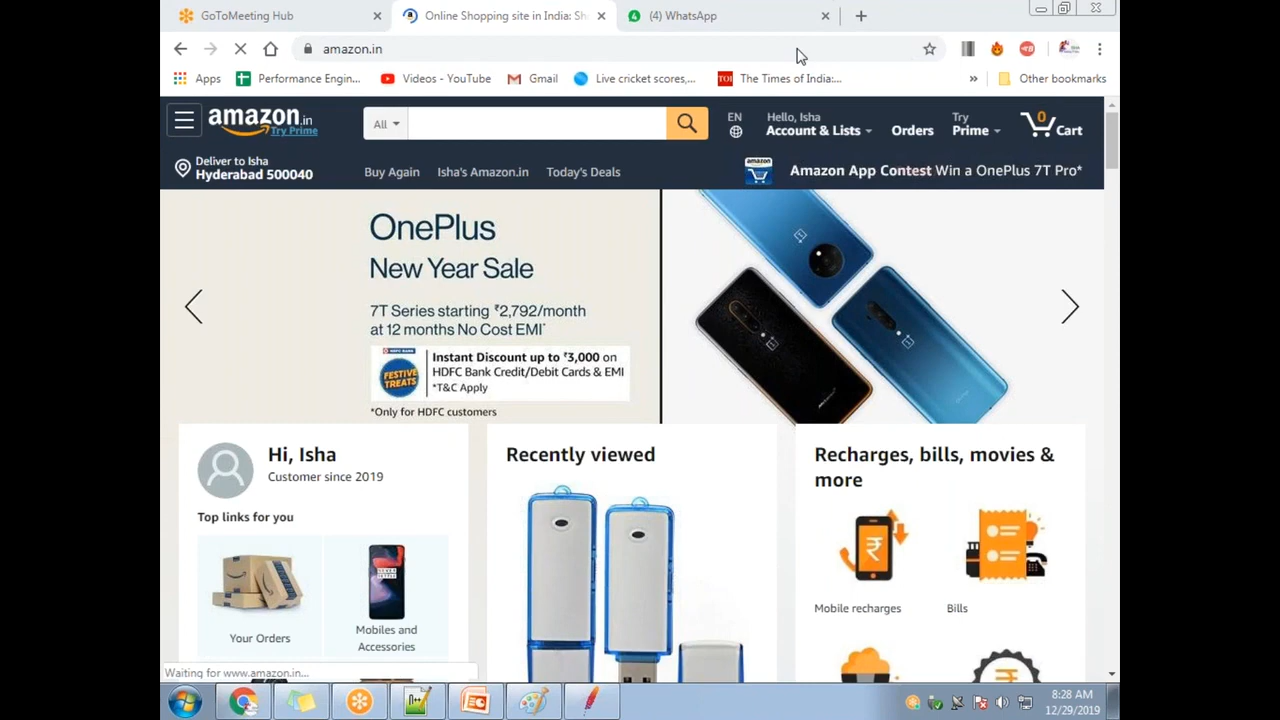 GoToMeeting Hub
Online Shopping site in India: Sh
(4) WhatsApp
amazon.in
Apps
Performance Engin...
Videos - YouTube
Gmail
Live cricket scores,...
TOI
The Times of India:...
»
Other bookmarks
amazon.in
Try Prime
All
EN
Hello, Isha
Account & Lists
Orders
Try
Prime
0
Cart
Deliver to Isha
Hyderabad 500040
Buy Again
Isha's Amazon.in
Today's Deals
amazon
Amazon App Contest Win a OnePlus 7T Pro*
OnePlus
New Year Sale
7T Series starting ₹2,792/month
at 12 months No Cost EMI*
HDFC BANK
FESTIVE
TREATS
Instant Discount up to ₹3,000 on
HDFC Bank Credit/Debit Cards & EMI
*T&C Apply
*Only for HDFC customers
Hi, Isha
Customer since 2019
Top links for you
Your Orders
Mobiles and
Accessories
Recently viewed
Recharges, bills, movies &
more
Mobile recharges
Bills
Waiting for www.amazon.in...
8:28 AM
12/29/2019